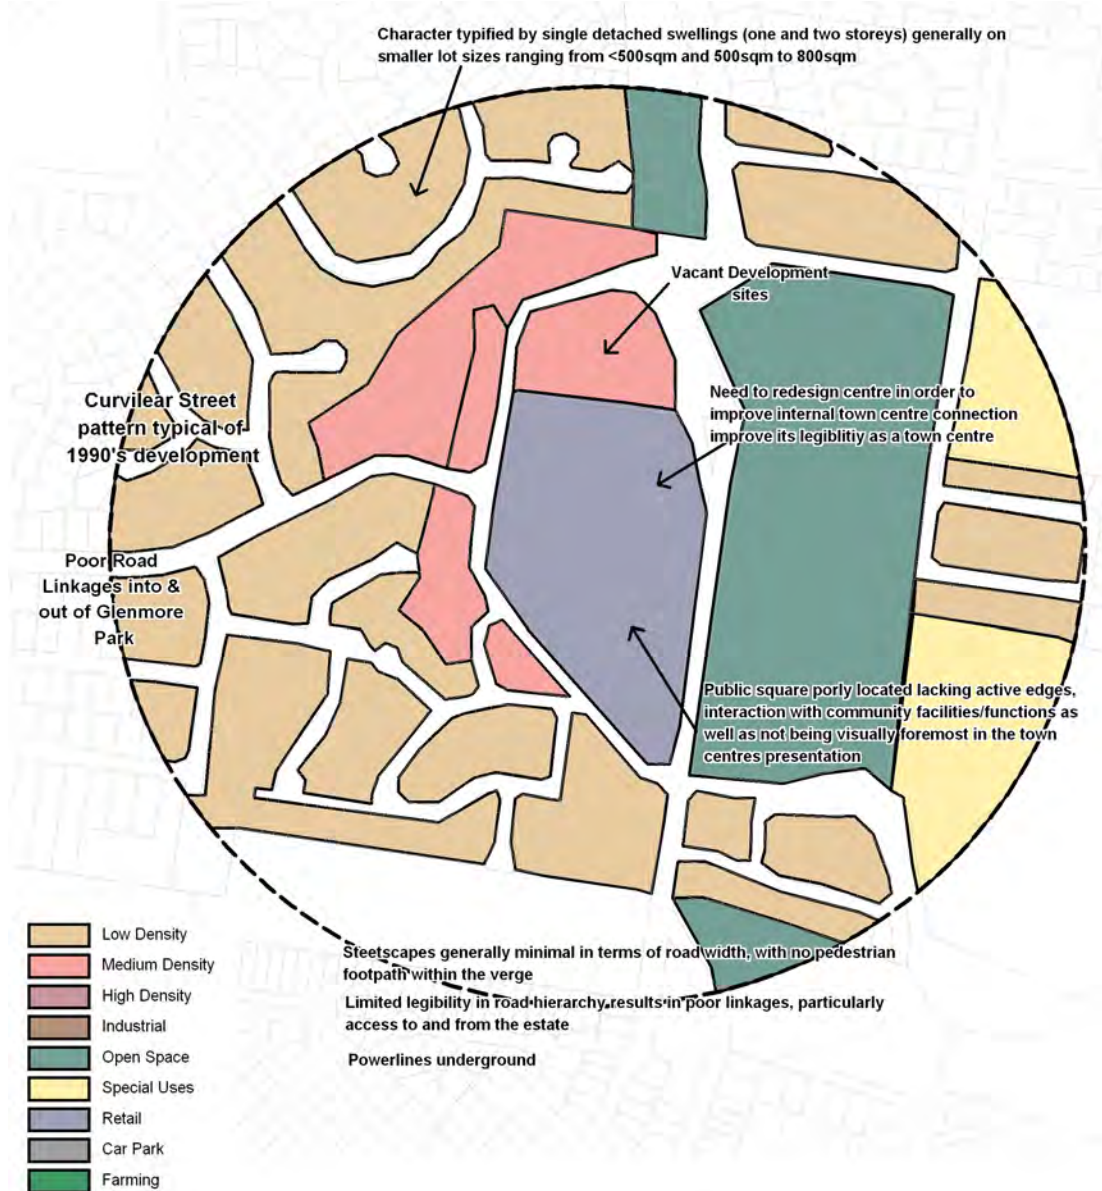 Character typified by single detached swellings (one and two storeys) generally on
smaller lot sizes ranging from <500sqm and 500sqm to 800sqm
Vacant Development
sites
Need to redesign centre in order to
improve internal town centre connection
improve its legiblitiy as a town centre
Curvilear Street
pattern typical of
1990's development
Poor Road
Linkages into &
out of Glenmore
Park
Public square porly located lacking active edges,
interaction with community facilities/functions as
well as not being visually foremost in the town
centres presentation
Steetscapes generally minimal in terms of road width, with no pedestrian
footpath within the verge
Limited legibility in road hierarchy results in poor linkages, particularly
access to and from the estate
Powerlines underground
Low Density
Medium Density
High Density
Industrial
Open Space
Special Uses
Retail
Car Park
Farming